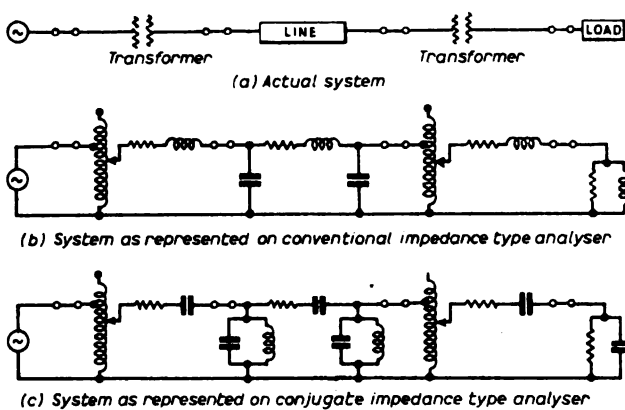 LINE
LOAD
Transformer
Transformer
(a) Actual system
(b) System as represented on conventional impedance type analyser
(c) System as represented on conjugate impedance type analyser